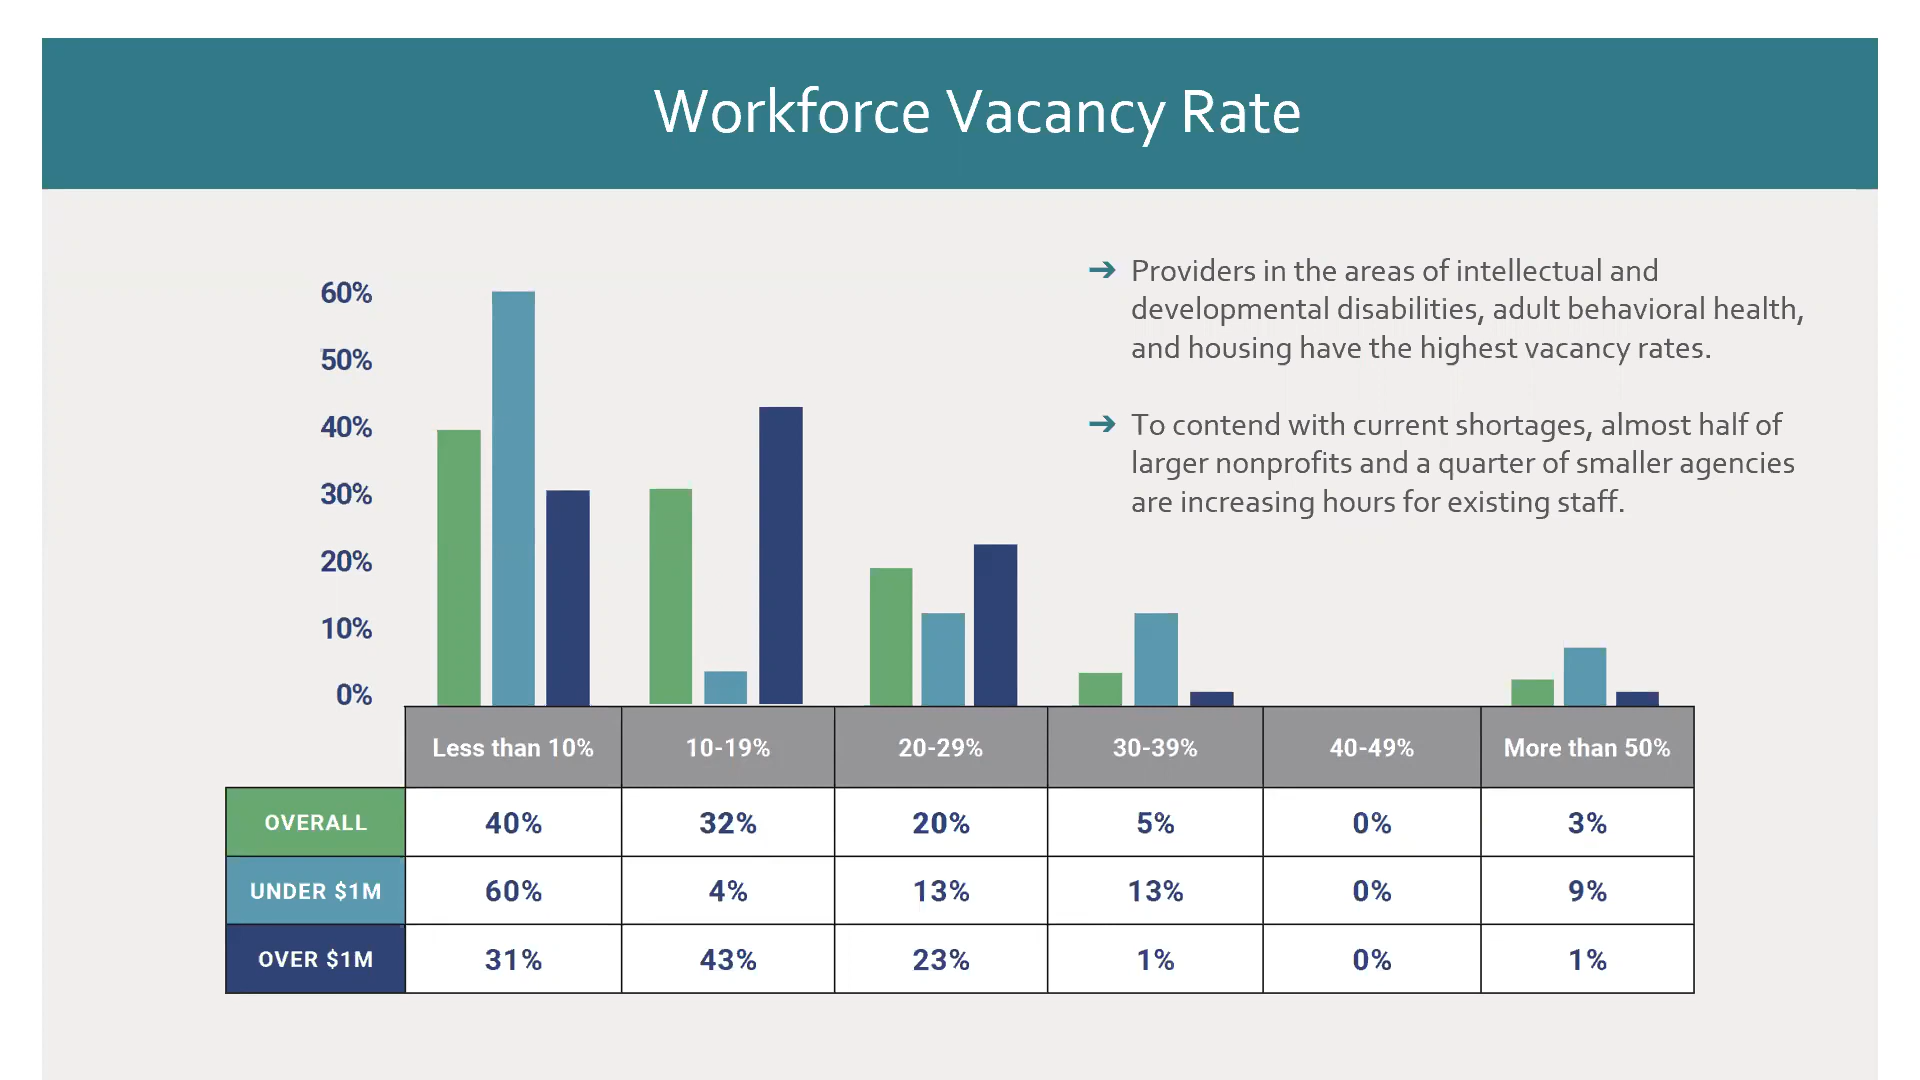 Workforce Vacancy Rate
➔ Providers in the areas of intellectual and
developmental disabilities, adult behavioral health,
and housing have the highest vacancy rates.
➔ To contend with current shortages, almost half of
larger nonprofits and a quarter of smaller agencies
are increasing hours for existing staff.
60%
50%
40%
30%
20%
10%
0%
Less than 10% 10-19% 20-29% 30-39% 40-49% More than 50%
OVERALL 40% 32% 20% 5% 0% 3%
UNDER $1M 60% 4% 13% 13% 0% 9%
OVER $1M 31% 43% 23% 1% 0% 1%